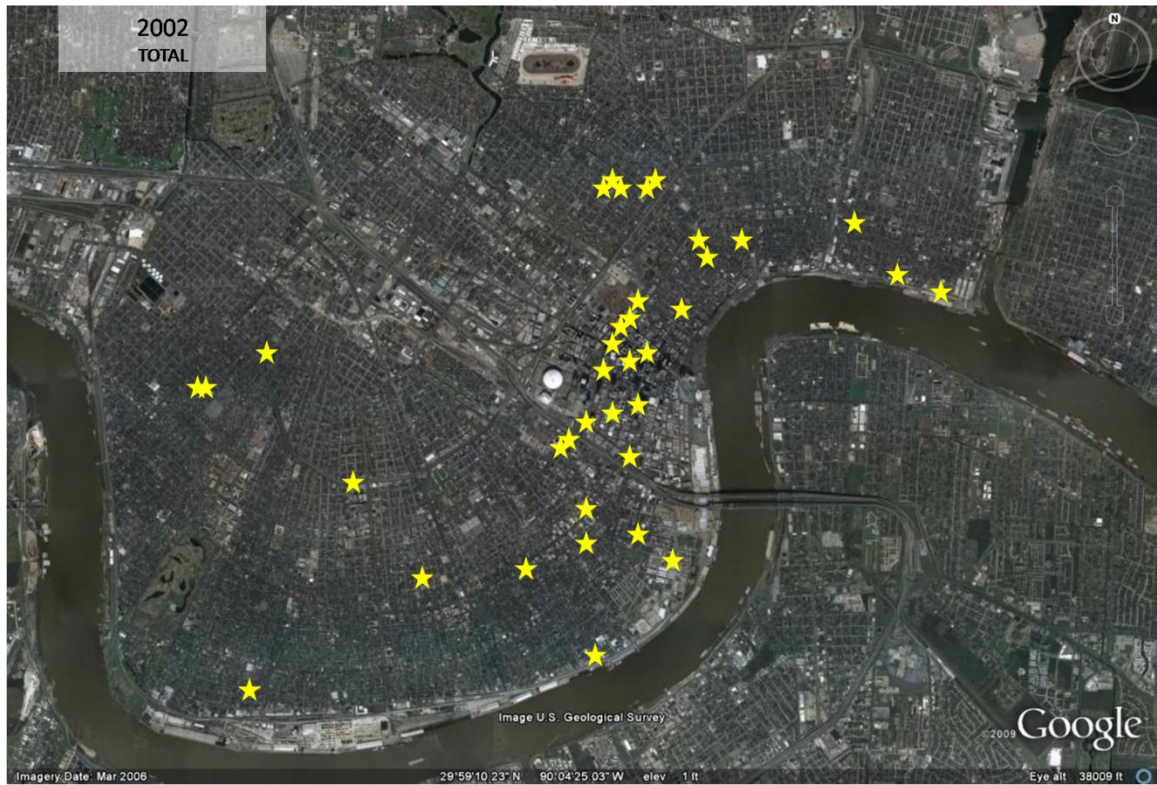 2002
TOTAL
N
Image U.S. Geological Survey
©2009 Google
Imagery Date: Mar 2006
29°59'10.23" N 90°04'25.03" W elev 1 ft
Eye alt 38009 ft